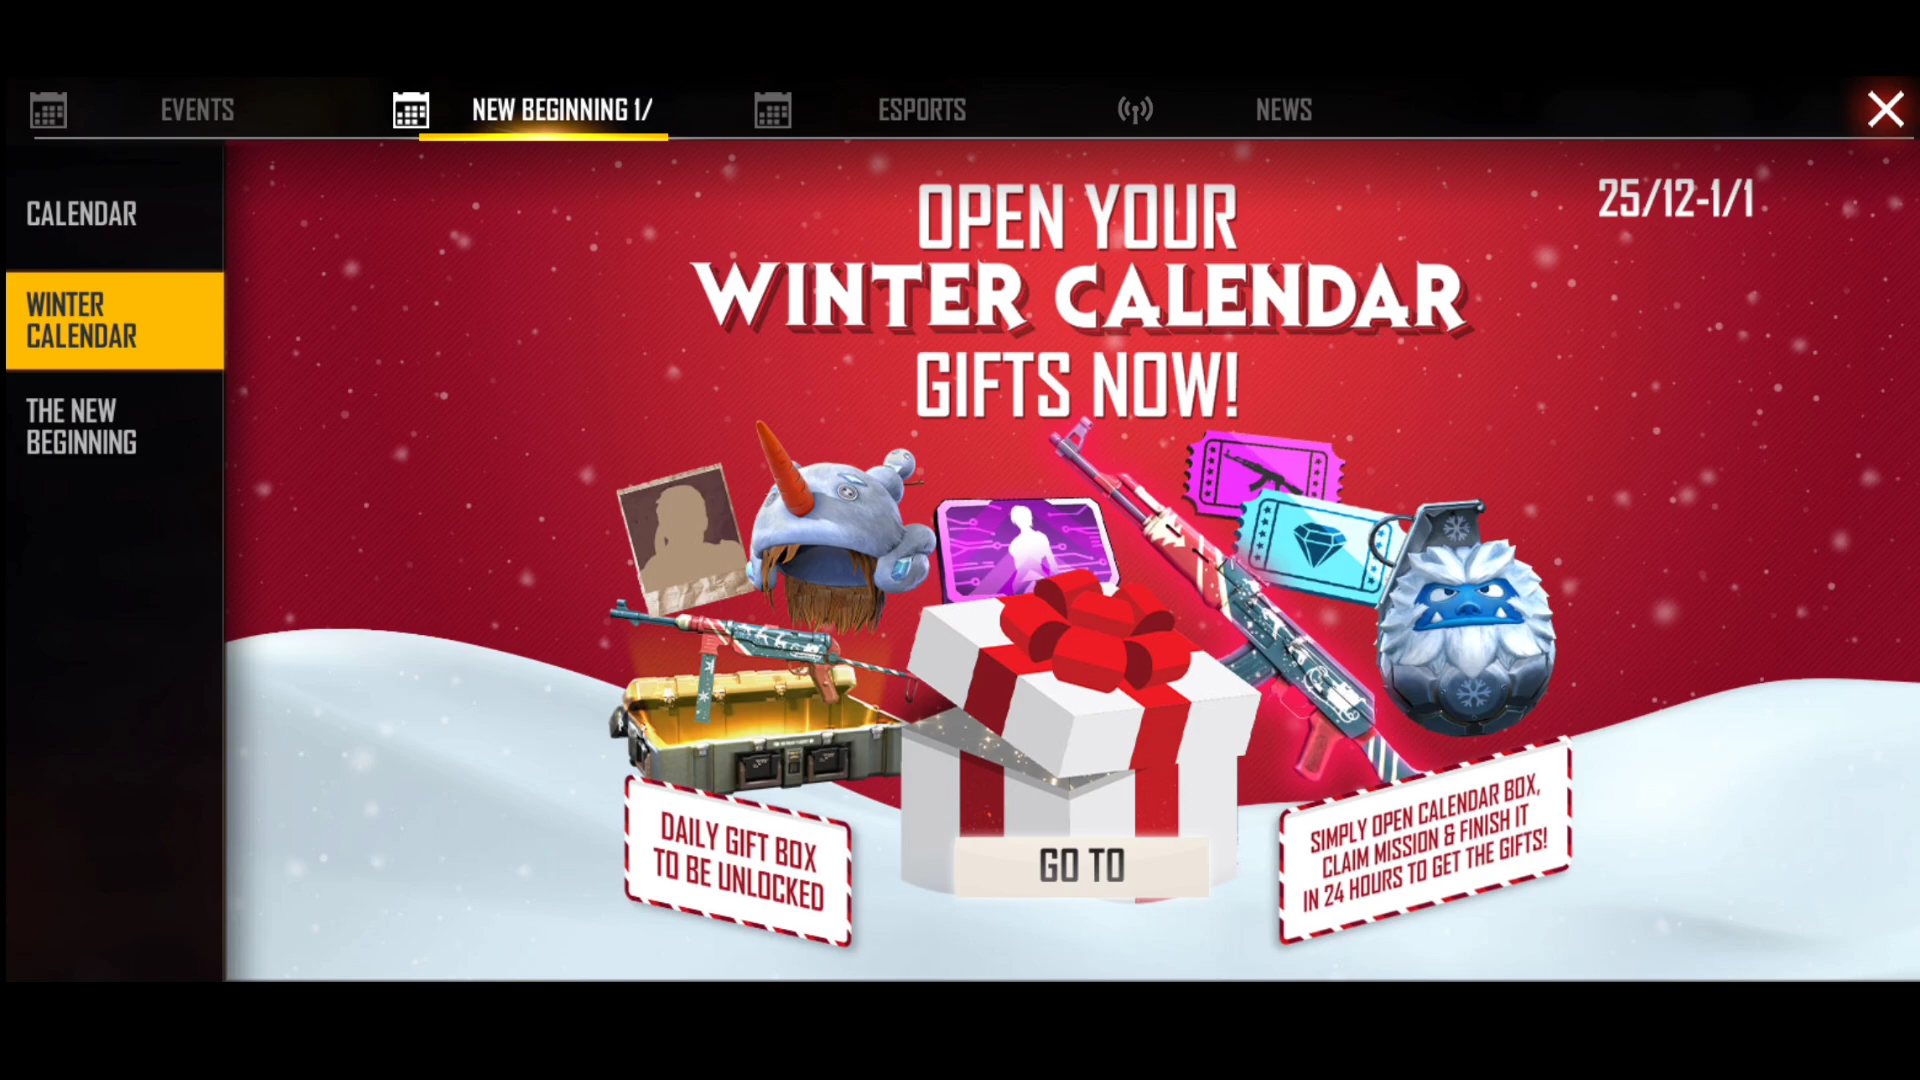 EVENTS
NEW BEGINNING 1/
ESPORTS
NEWS
CALENDAR
WINTER
CALENDAR
THE NEW
BEGINNING
25/12-1/1
OPEN YOUR
WINTER CALENDAR
GIFTS NOW!
DAILY GIFT BOX
TO BE UNLOCKED
GO TO
SIMPLY OPEN CALENDAR BOX,
CLAIM MISSION & FINISH IT
IN 24 HOURS TO GET THE GIFTS!